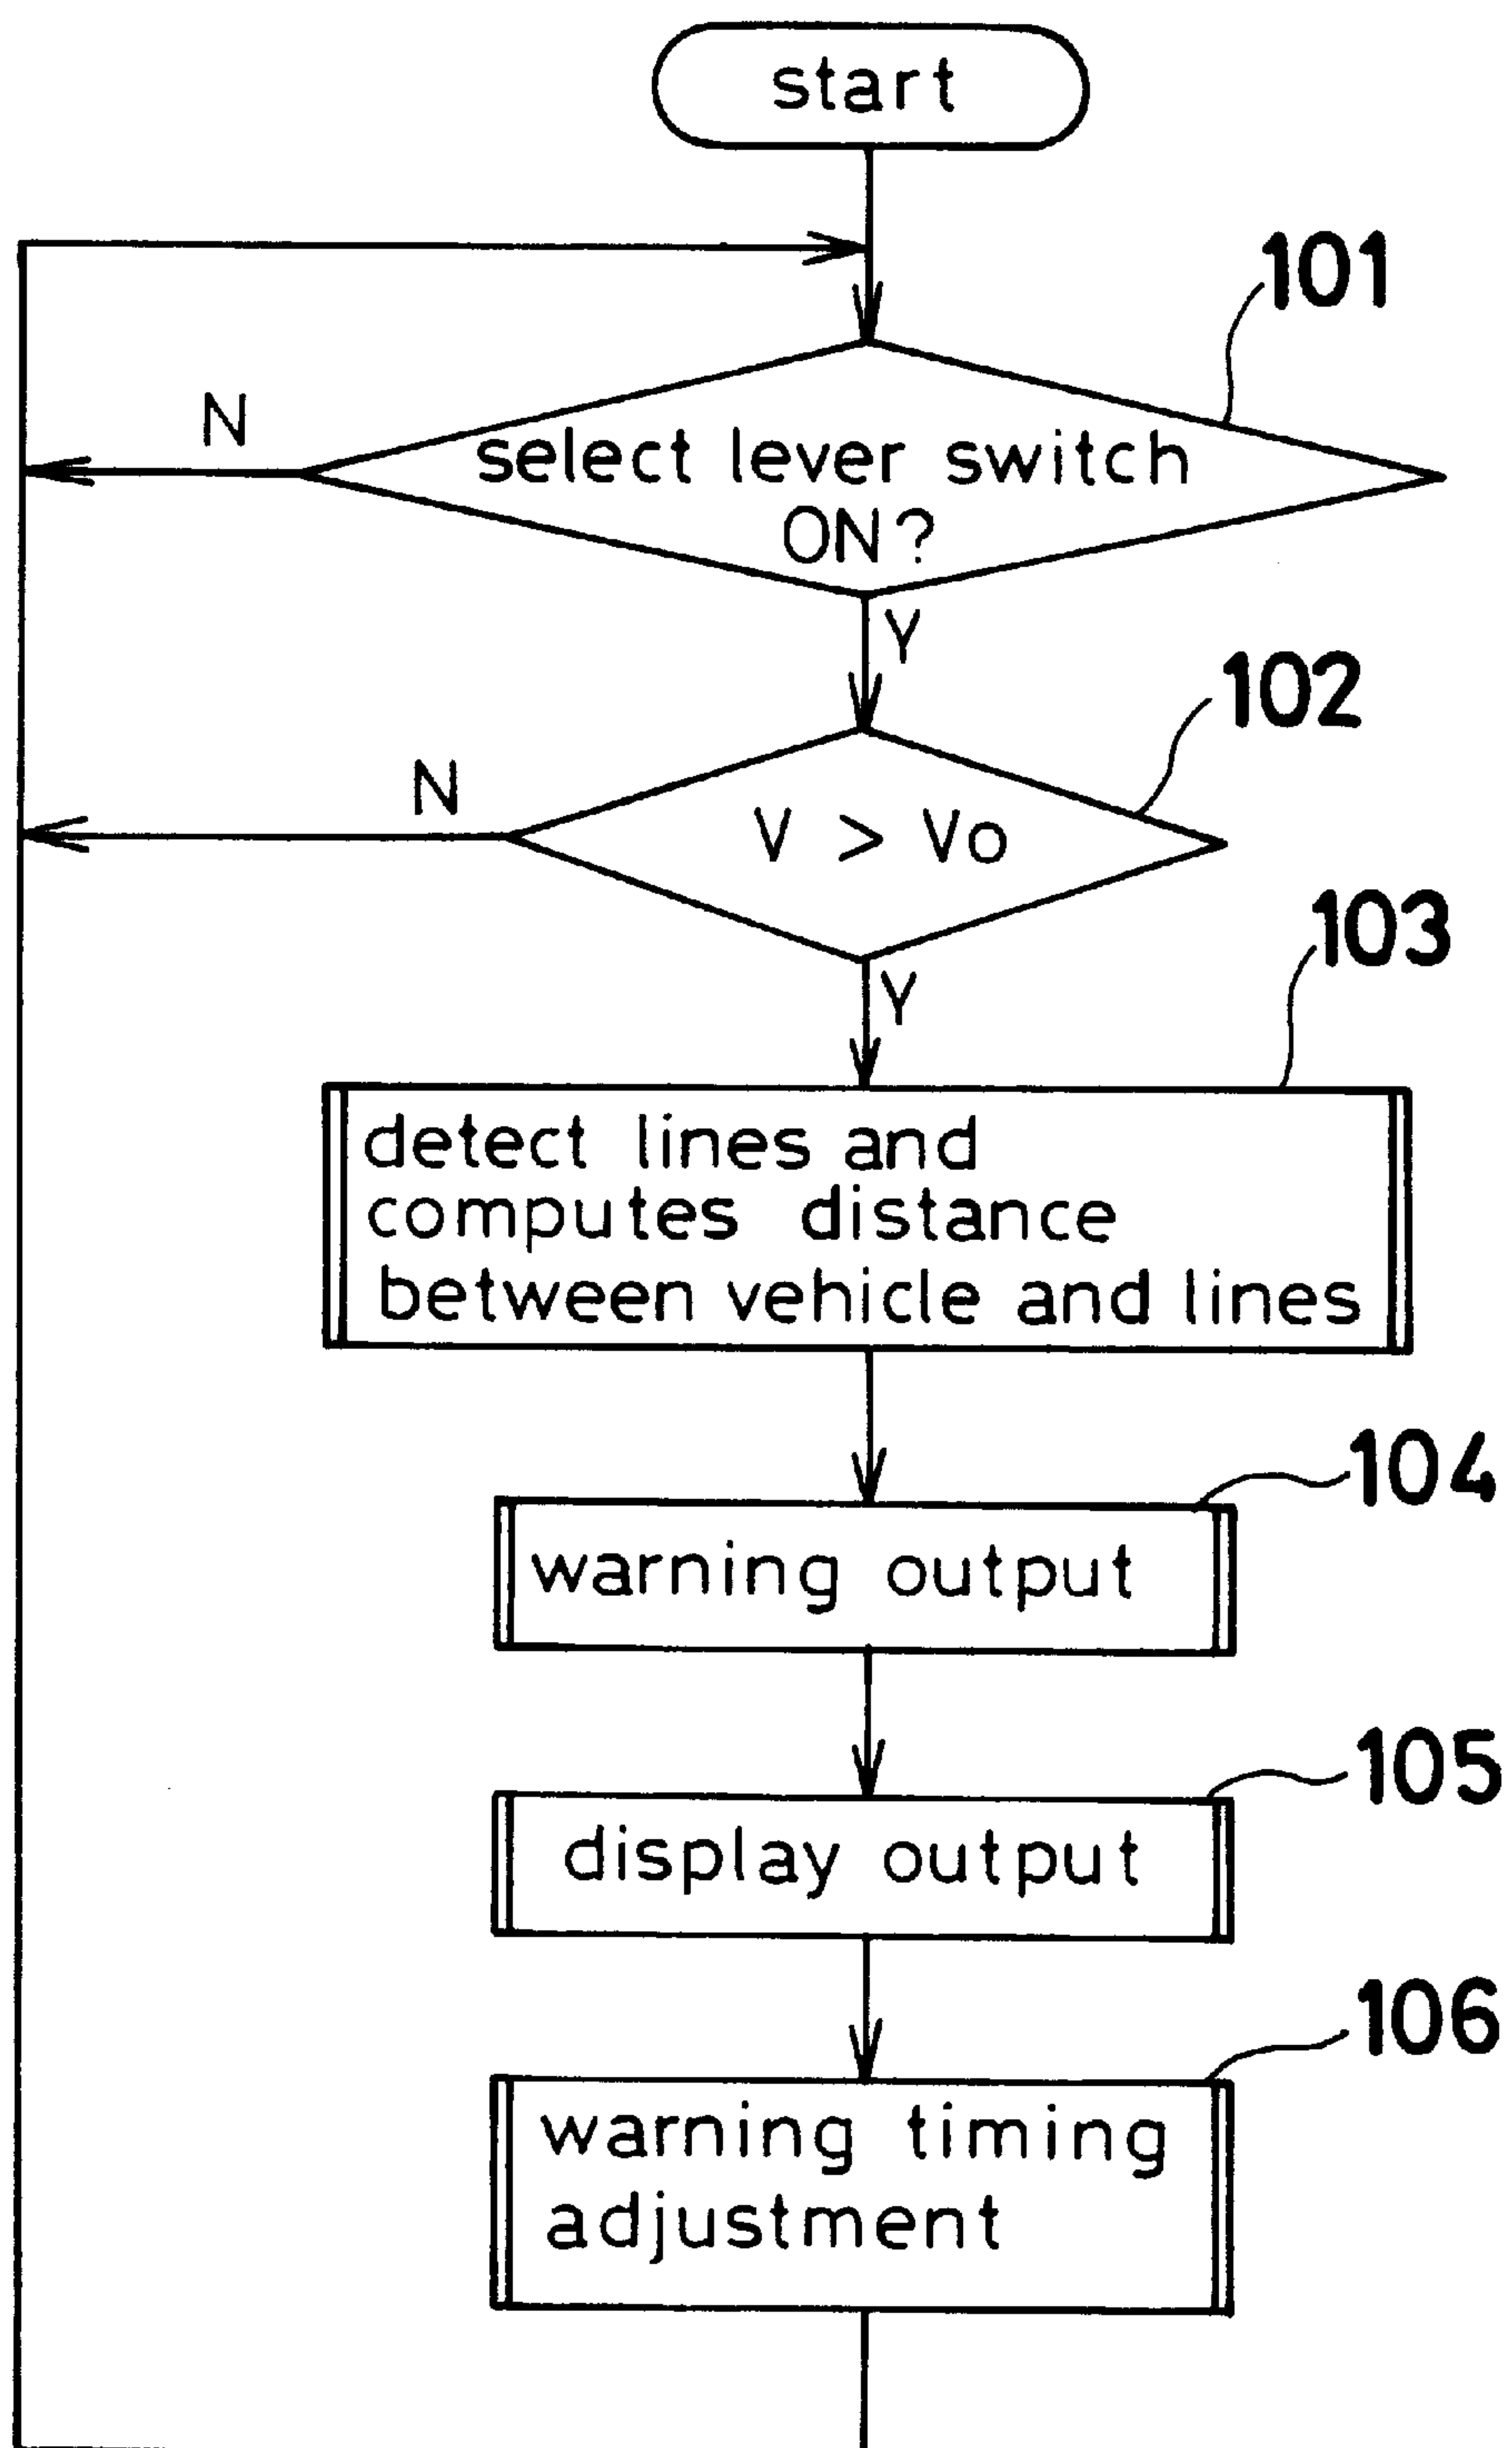 start
101
N
select lever switch
ON?
Y
102
N
V > Vo
Y
103
detect lines and
computes distance
between vehicle and lines
104
warning output
105
display output
106
warning timing
adjustment